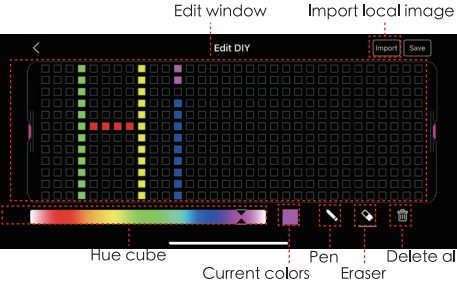 Edit window
Import local image
Edit DIY
Import
Save
Hue cube
Pen
Delete al
Current colors
Eraser